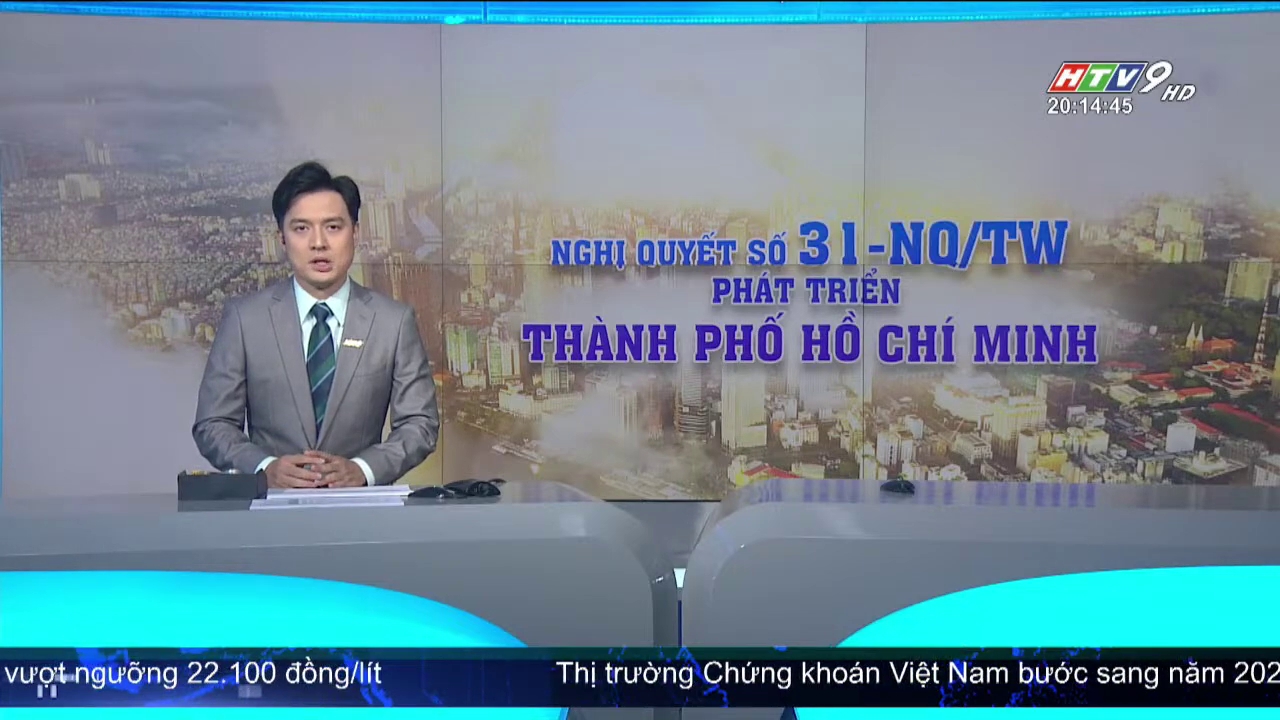 HTV9 HD
20:14:45
NGHỊ QUYẾT SỐ 31-NQ/TW
PHÁT TRIỂN
THÀNH PHỐ HỒ CHÍ MINH
vượt ngưỡng 22.100 đồng/lít
Thị trường Chứng khoán Việt Nam bước sang năm 202